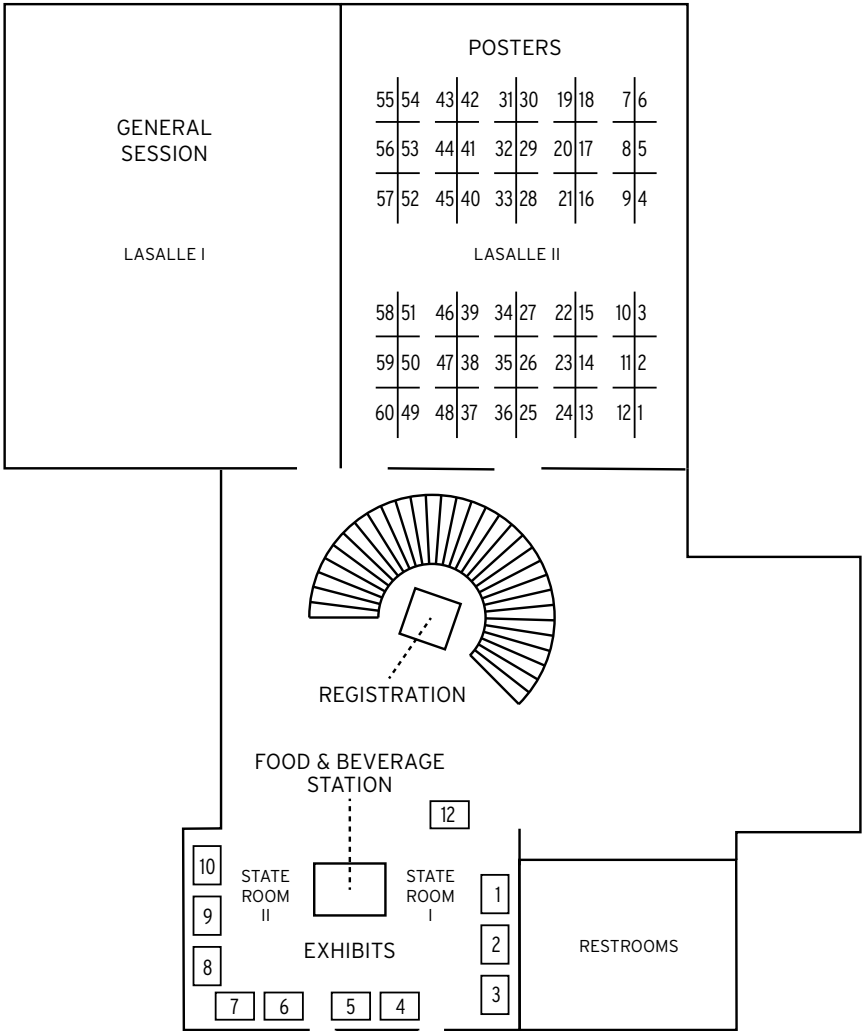 GENERAL
SESSION
LASALLE I
POSTERS
55 54 43 42 31 30 19 18 7 6
56 53 44 41 32 29 20 17 8 5
57 52 45 40 33 28 21 16 9 4
LASALLE II
58 51 46 39 34 27 22 15 10 3
59 50 47 38 35 26 23 14 11 2
60 49 48 37 36 25 24 13 12 1
REGISTRATION
FOOD & BEVERAGE
STATION
12
10
9
8
STATE
ROOM
II
STATE
ROOM
I
1
2
3
EXHIBITS
7 6 5 4
RESTROOMS